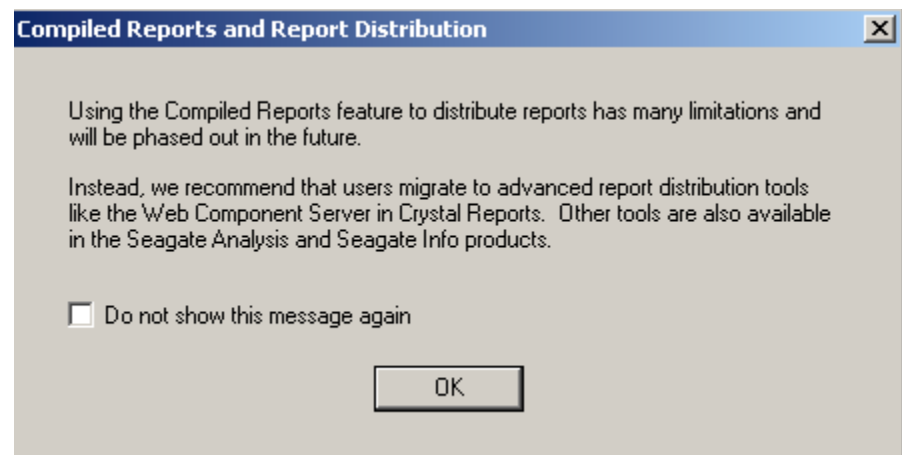 Compiled Reports and Report Distribution
Using the Compiled Reports feature to distribute reports has many limitations and
will be phased out in the future.
Instead, we recommend that users migrate to advanced report distribution tools
like the Web Component Server in Crystal Reports.  Other tools are also available
in the Seagate Analysis and Seagate Info products.
Do not show this message again
OK